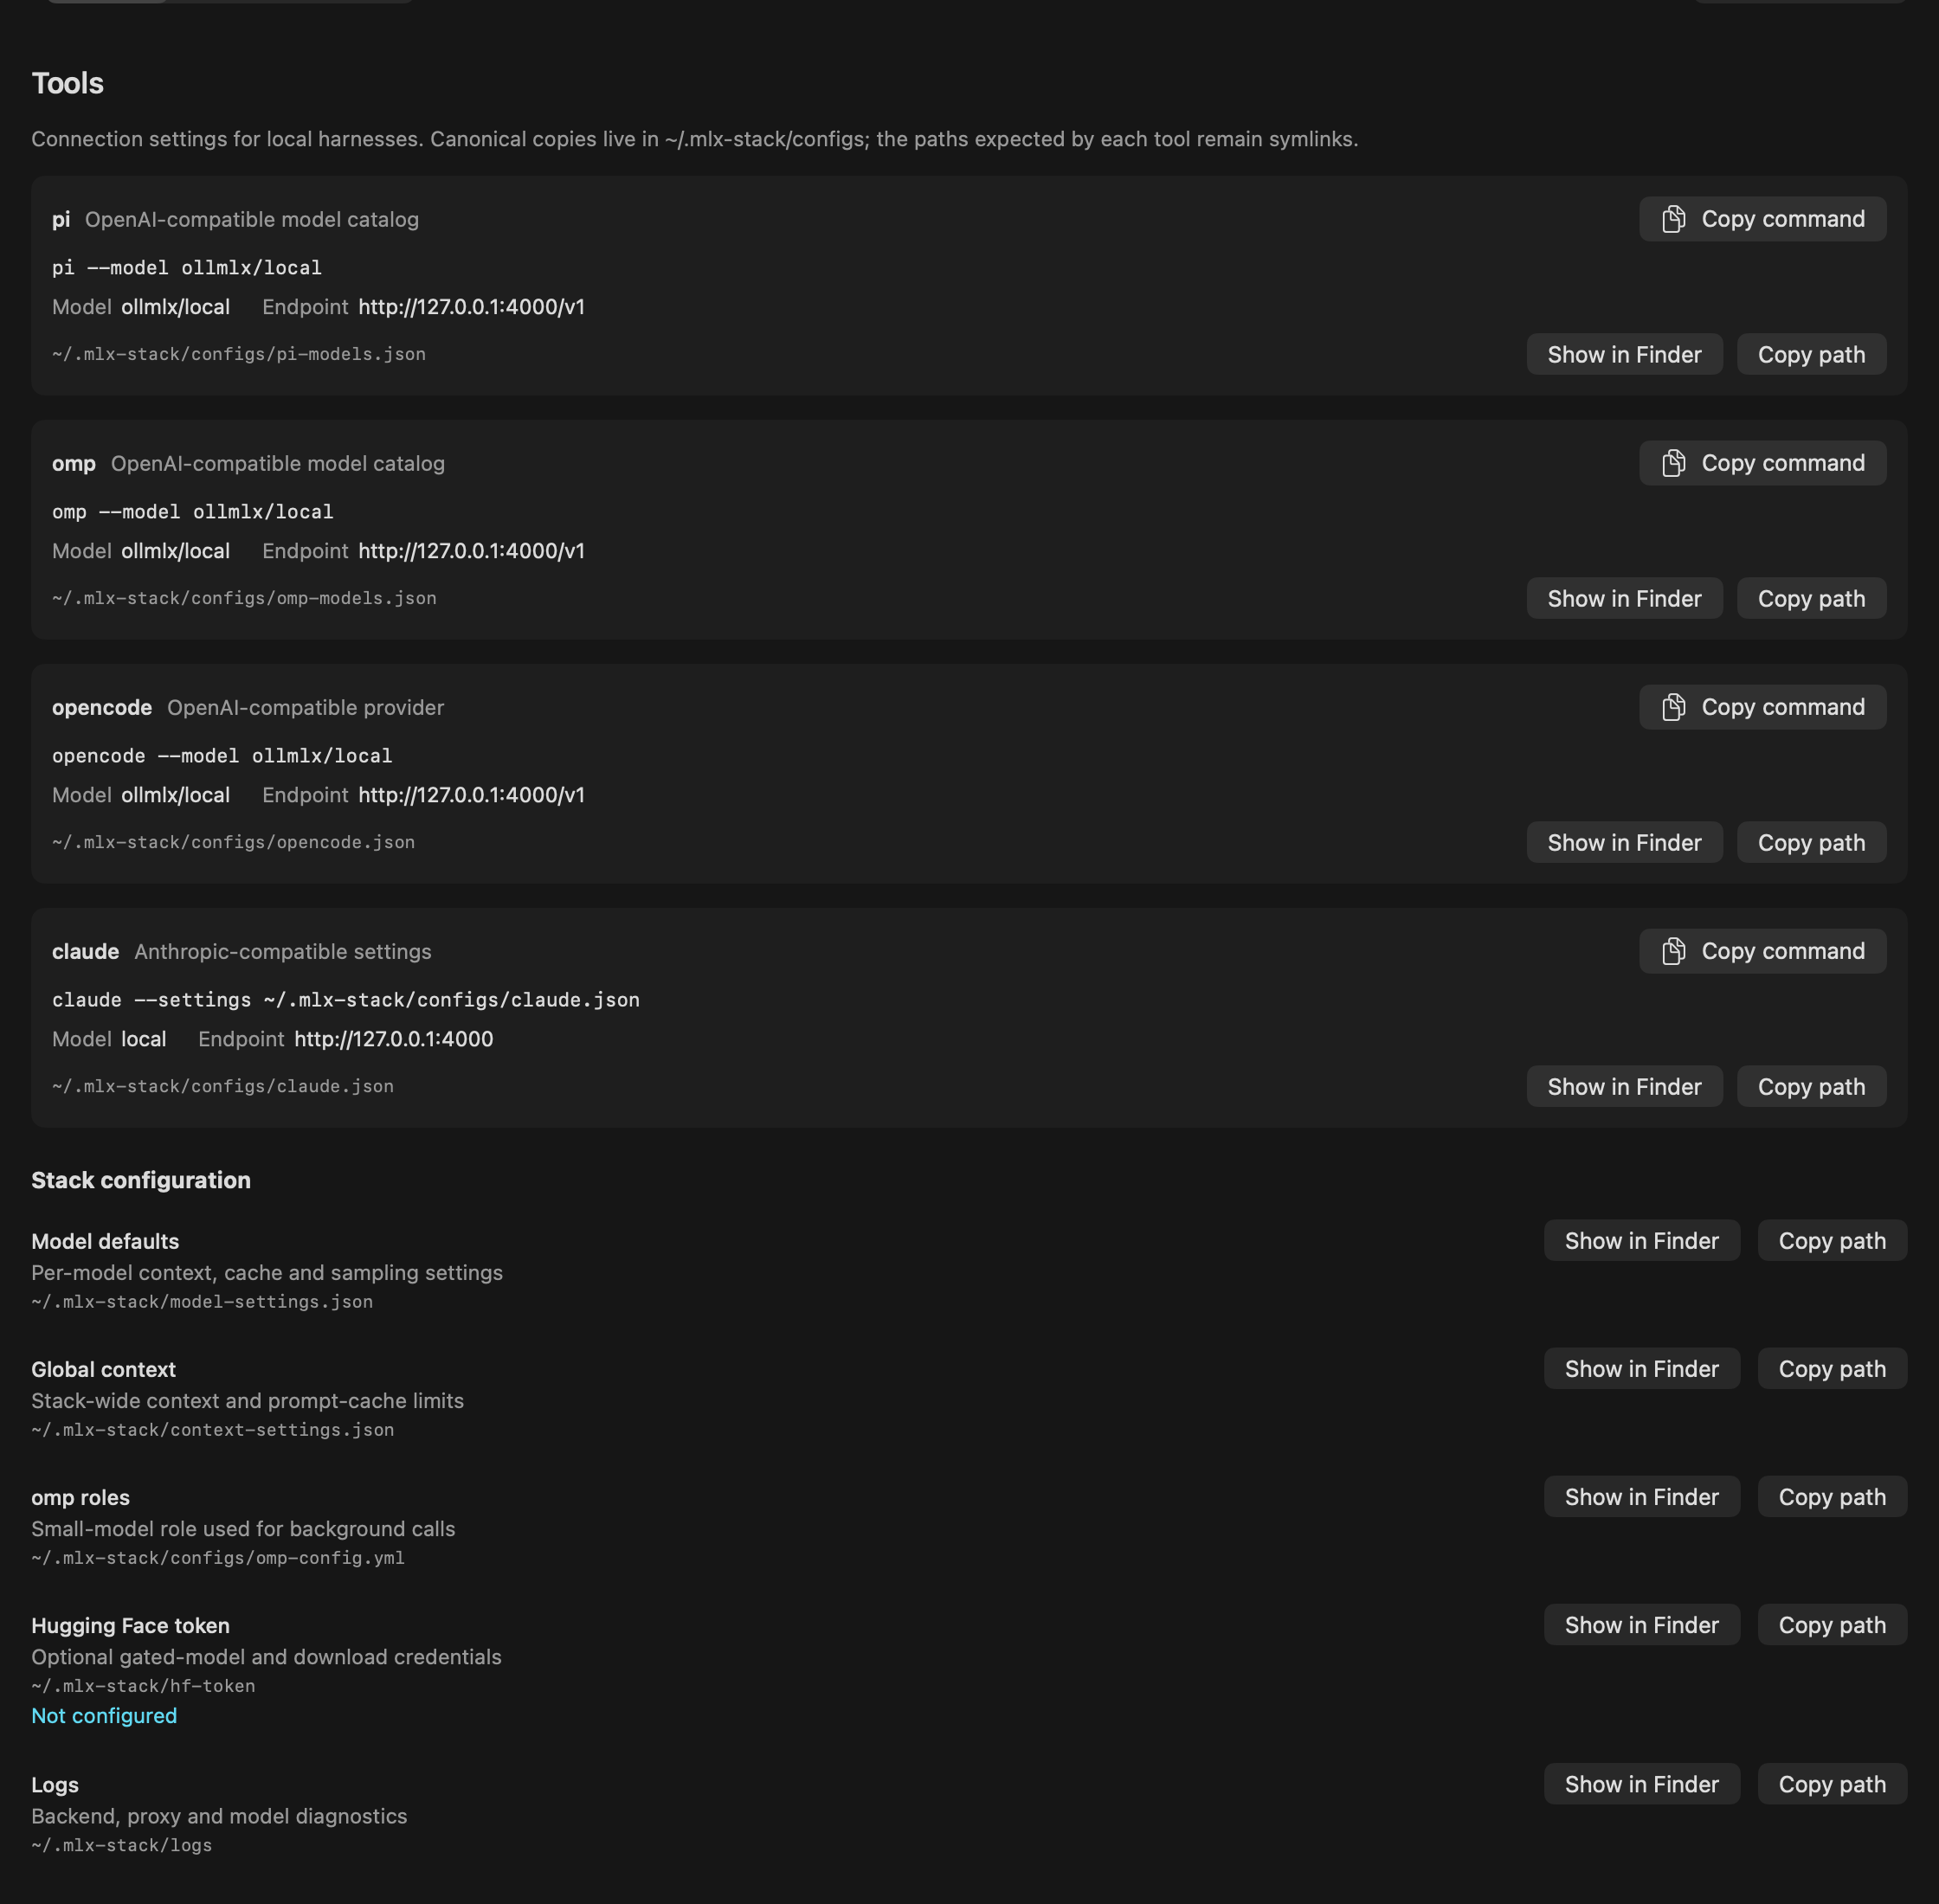 Tools
Connection settings for local harnesses. Canonical copies live in ~/.mlx-stack/configs; the paths expected by each tool remain symlinks.
pi OpenAI-compatible model catalog
Copy command
pi --model ollmlx/local
Model ollmlx/local Endpoint http://127.0.0.1:4000/v1
~/.mlx-stack/configs/pi-models.json
Show in Finder Copy path
omp OpenAI-compatible model catalog
Copy command
omp --model ollmlx/local
Model ollmlx/local Endpoint http://127.0.0.1:4000/v1
~/.mlx-stack/configs/omp-models.json
Show in Finder Copy path
opencode OpenAI-compatible provider
Copy command
opencode --model ollmlx/local
Model ollmlx/local Endpoint http://127.0.0.1:4000/v1
~/.mlx-stack/configs/opencode.json
Show in Finder Copy path
claude Anthropic-compatible settings
Copy command
claude --settings ~/.mlx-stack/configs/claude.json
Model local Endpoint http://127.0.0.1:4000
~/.mlx-stack/configs/claude.json
Show in Finder Copy path
Stack configuration
Model defaults
Show in Finder Copy path
Per-model context, cache and sampling settings
~/.mlx-stack/model-settings.json
Global context
Show in Finder Copy path
Stack-wide context and prompt-cache limits
~/.mlx-stack/context-settings.json
omp roles
Show in Finder Copy path
Small-model role used for background calls
~/.mlx-stack/configs/omp-config.yml
Hugging Face token
Show in Finder Copy path
Optional gated-model and download credentials
~/.mlx-stack/hf-token
Not configured
Logs
Show in Finder Copy path
Backend, proxy and model diagnostics
~/.mlx-stack/logs